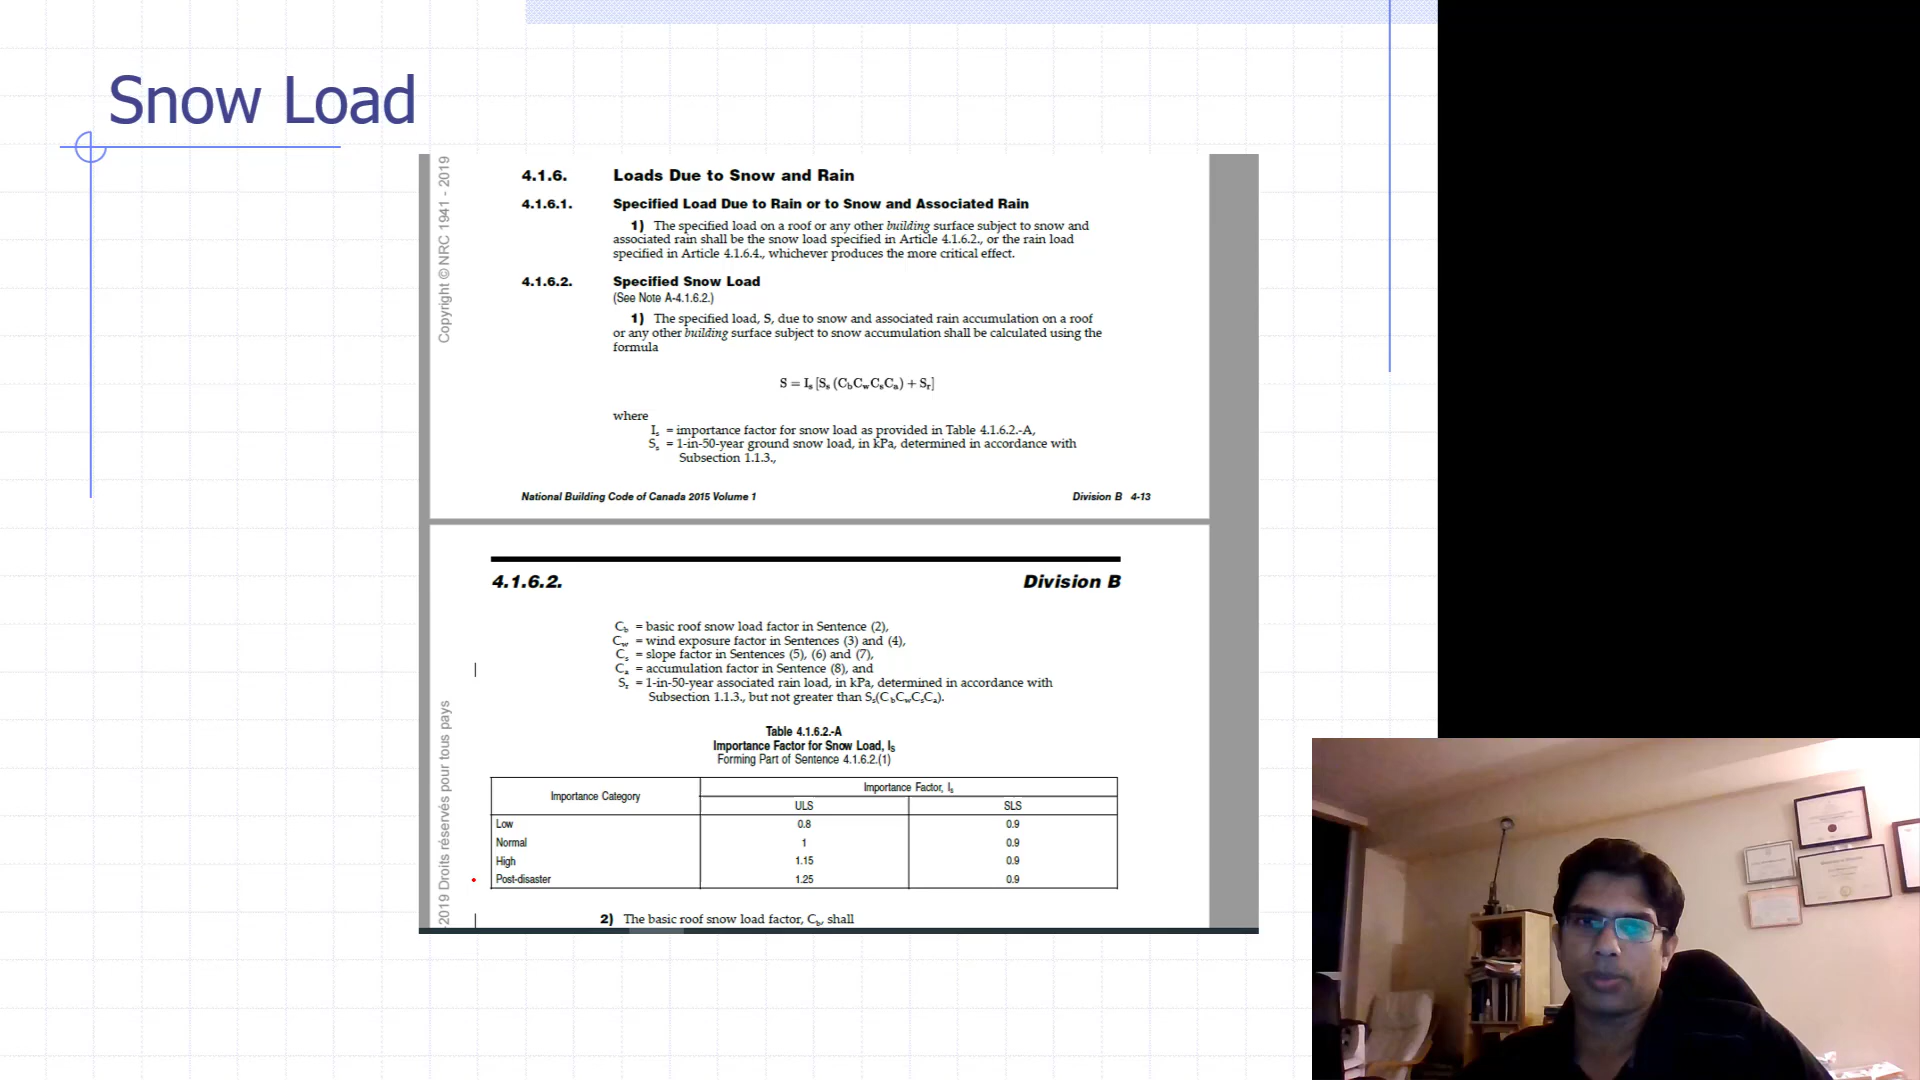 Snow Load
Copyright © NRC 1941 - 2019
4.1.6. Loads Due to Snow and Rain
4.1.6.1. Specified Load Due to Rain or to Snow and Associated Rain
1) The specified load on a roof or any other building surface subject to snow and
associated rain shall be the snow load specified in Article 4.1.6.2., or the rain load
specified in Article 4.1.6.4., whichever produces the more critical effect.
4.1.6.2. Specified Snow Load
(See Note A-4.1.6.2.)
1) The specified load, S, due to snow and associated rain accumulation on a roof
or any other building surface subject to snow accumulation shall be calculated using the
formula
S = Is [Ss (CbCwCsCa) + Sr]
where
Is = importance factor for snow load as provided in Table 4.1.6.2.-A,
Ss = 1-in-50-year ground snow load, in kPa, determined in accordance with
Subsection 1.1.3.,
National Building Code of Canada 2015 Volume 1 Division B 4-13
4.1.6.2. Division B
Cb = basic roof snow load factor in Sentence (2),
Cw = wind exposure factor in Sentences (3) and (4),
Cs = slope factor in Sentences (5), (6) and (7),
Ca = accumulation factor in Sentence (8), and
Sr = 1-in-50-year associated rain load, in kPa, determined in accordance with
Subsection 1.1.3., but not greater than Ss(CbCwCsCa).
2019 Droits réservés pour tous pays
Table 4.1.6.2.-A
Importance Factor for Snow Load, IS
Forming Part of Sentence 4.1.6.2.(1)
Importance Category Importance Factor, Is
ULS SLS
Low 0.8 0.9
Normal 1 0.9
High 1.15 0.9
Post-disaster 1.25 0.9
2) The basic roof snow load factor, Cb, shall